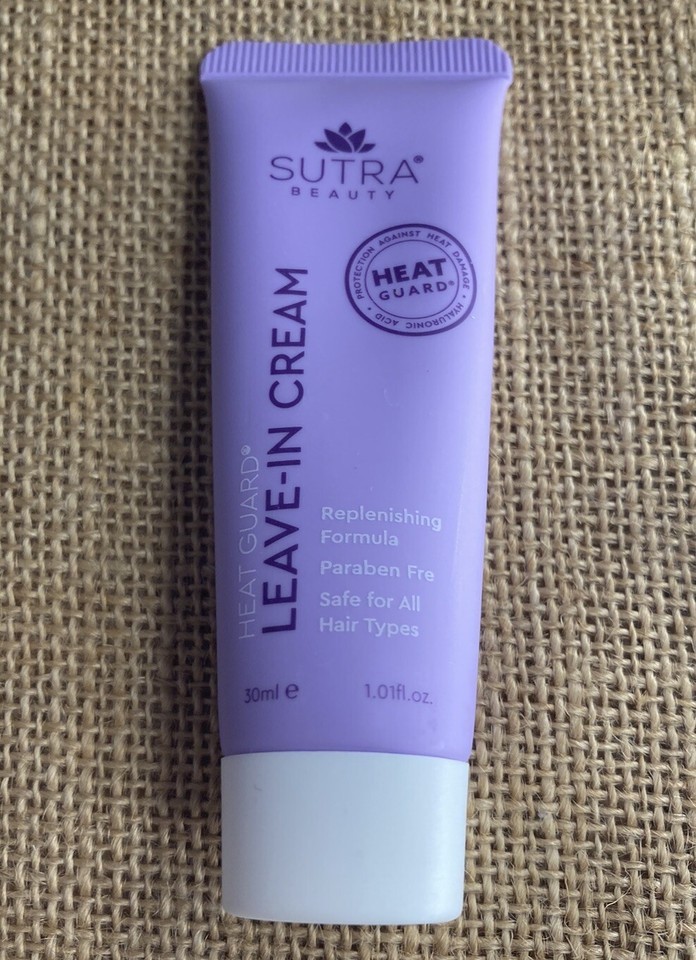 SUTRA®
BEAUTY
PROTECTION AGAINST HEAT DAMAGE • HYALURONIC ACID •
HEAT
GUARD®
HEAT GUARD®
LEAVE-IN CREAM
Replenishing
Formula
Paraben Fre
Safe for All
Hair Types
30ml e
1.01fl.oz.